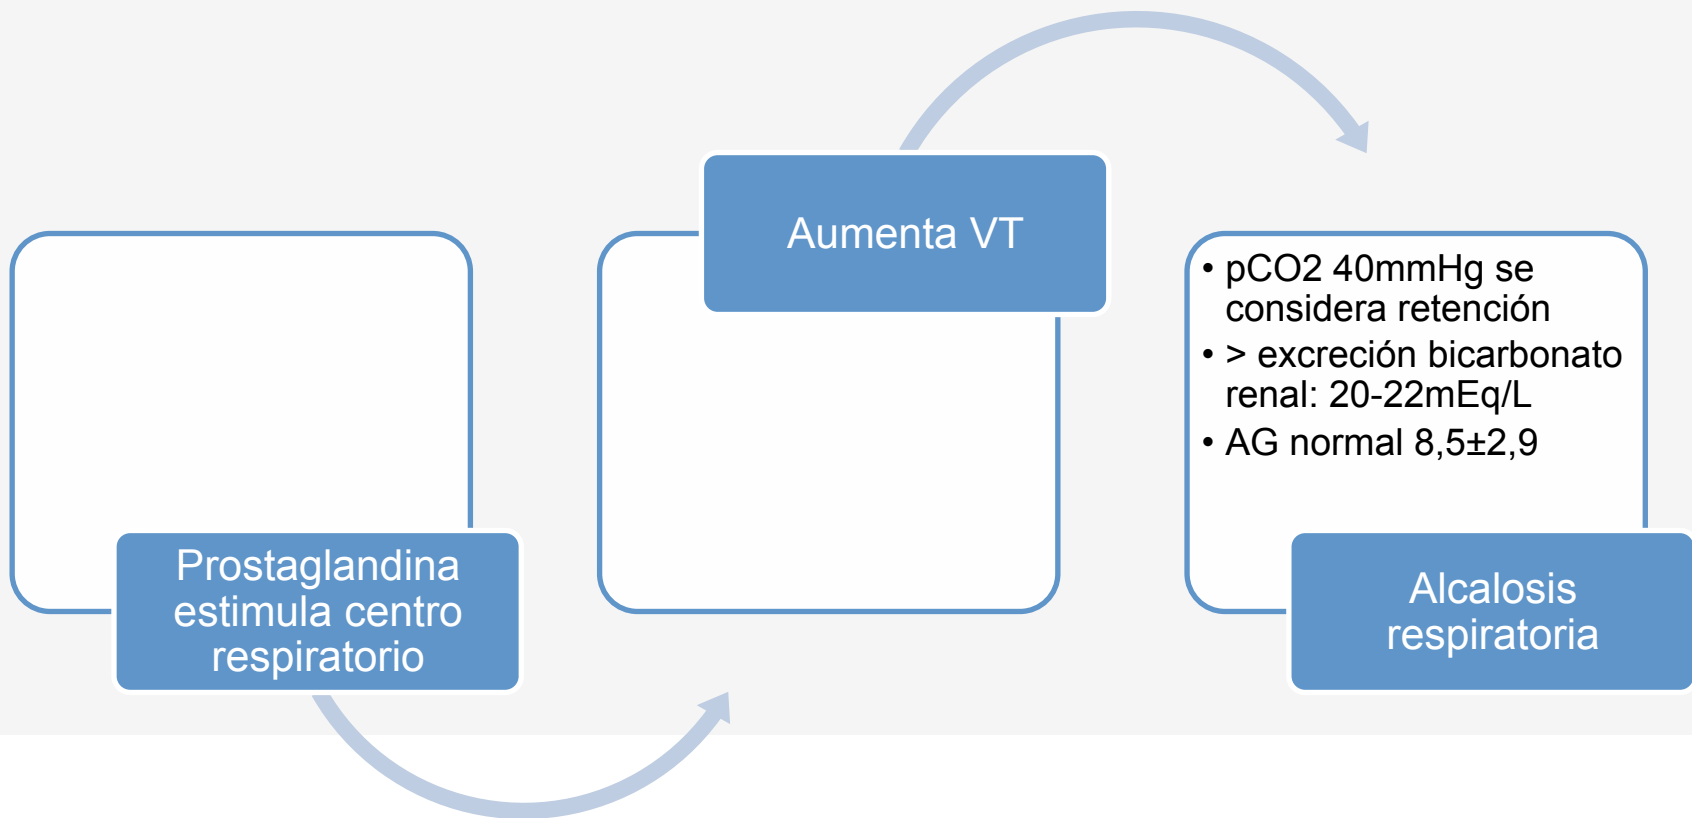 Prostaglandina
estimula centro
respiratorio
Aumenta VT
• pCO2 40mmHg se
considera retención
• > excreción bicarbonato
renal: 20-22mEq/L
• AG normal 8,5±2,9
Alcalosis
respiratoria